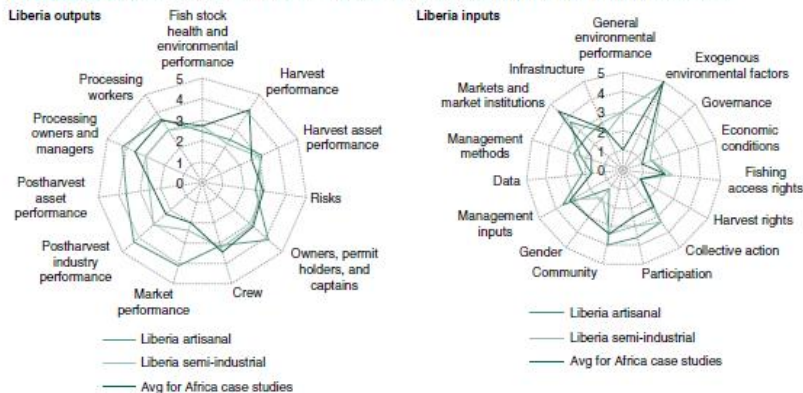 Liberia outputs
Fish stock
health and
environmental
performance
Harvest
performance
Harvest asset
performance
Risks
Owners, permit
holders, and
captains
Crew
Market
performance
Postharvest
industry
performance
Postharvest
asset
performance
Processing
owners and
managers
Processing
workers
5
4
3
2
1
0
Liberia artisanal
Liberia semi-industrial
Avg for Africa case studies
Liberia inputs
General
environmental
performance
Exogenous
environmental factors
Governance
Economic
conditions
Fishing
access rights
Harvest rights
Collective action
Participation
Community
Gender
Management
inputs
Data
Management
methods
Markets and
market institutions
Infrastructure
5
4
3
2
1
0
Liberia artisanal
Liberia semi-industrial
Avg for Africa case studies